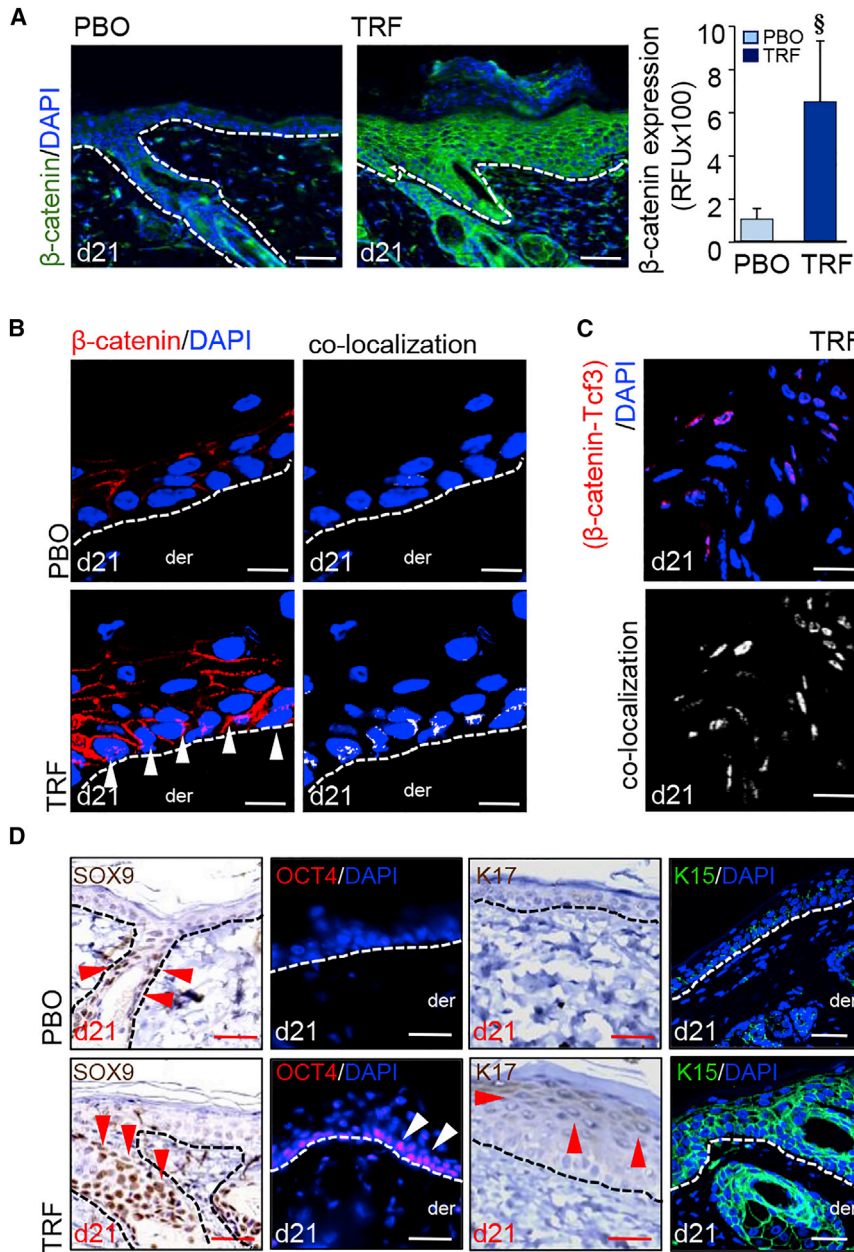 A
PBO
TRF
β-catenin/DAPI
d21
d21
β-catenin expression
(RFUx100)
10
8
6
4
2
0
§
PBO
TRF
PBO
TRF
B
β-catenin/DAPI
co-localization
PBO
d21
der
d21
der
TRF
d21
der
d21
der
C
TRF
(β-catenin-Tcf3)
/DAPI
d21
co-localization
d21
D
PBO
SOX9
d21
OCT4/DAPI
d21
K17
d21
K15/DAPI
der
d21
TRF
SOX9
d21
OCT4/DAPI
d21
K17
d21
K15/DAPI
der
d21